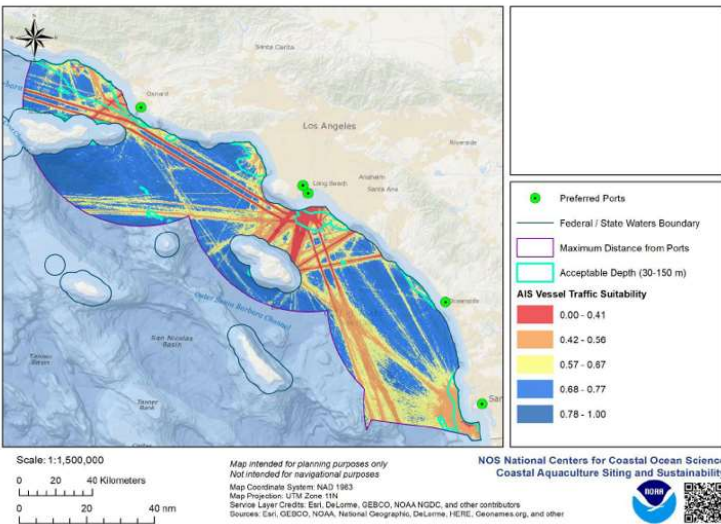 Santa Clarita
Oxnard
Los Angeles
Riverside
Long Beach
Anaheim
Santa Ana
Oceanside
Outer Santa Barbara Channel
San Nicolas
Basin
Tanner
Bank
San
Preferred Ports
Federal / State Waters Boundary
Maximum Distance from Ports
Acceptable Depth (30-150 m)
AIS Vessel Traffic Suitability
0.00 - 0.41
0.42 - 0.56
0.57 - 0.67
0.68 - 0.77
0.78 - 1.00
Scale: 1:1,500,000
0 20 40 Kilometers
0 20 40 nm
Map intended for planning purposes only
Not intended for navigational purposes
Map Coordinate System: NAD 1983
Map Projection: UTM Zone 11N
Service Layer Credits: Esri, DeLorme, GEBCO, NOAA NGDC, and other contributors
Sources: Esri, GEBCO, NOAA, National Geographic, DeLorme, HERE, Geonames.org, and other
NOS National Centers for Coastal Ocean Science
Coastal Aquaculture Siting and Sustainability
NOAA